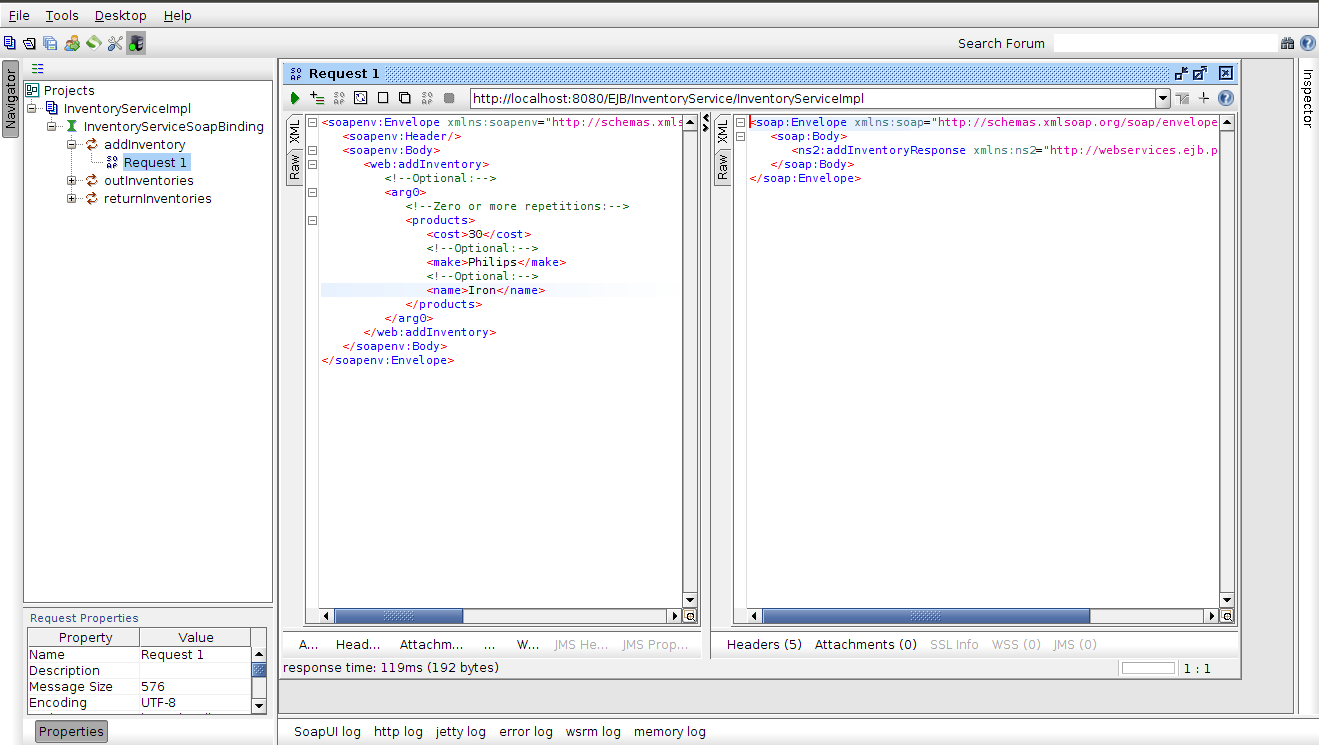 File Tools Desktop Help
Search Forum
Navigator
Projects
InventoryServiceImpl
InventoryServiceSoapBinding
addInventory
Request 1
outInventories
returnInventories
Request Properties
Property Value
Name Request 1
Description
Message Size 576
Encoding UTF-8
Properties
Request 1
http://localhost:8080/EJB/InventoryService/InventoryServiceImpl
XML
Raw
<soapenv:Envelope xmlns:soapenv="http://schemas.xmls
<soapenv:Header/>
<soapenv:Body>
<web:addInventory>
<!--Optional:-->
<arg0>
<!--Zero or more repetitions:-->
<products>
<cost>30</cost>
<!--Optional:-->
<make>Philips</make>
<!--Optional:-->
<name>Iron</name>
</products>
</arg0>
</web:addInventory>
</soapenv:Body>
</soapenv:Envelope>
A... Head... Attachm... ... W... JMS He... JMS Prop...
XML
Raw
<soap:Envelope xmlns:soap="http://schemas.xmlsoap.org/soap/envelope
<soap:Body>
<ns2:addInventoryResponse xmlns:ns2="http://webservices.ejb.p
</soap:Body>
</soap:Envelope>
Headers (5) Attachments (0) SSL Info WSS (0) JMS (0)
response time: 119ms (192 bytes)
1 : 1
Inspector
SoapUI log http log jetty log error log wsrm log memory log